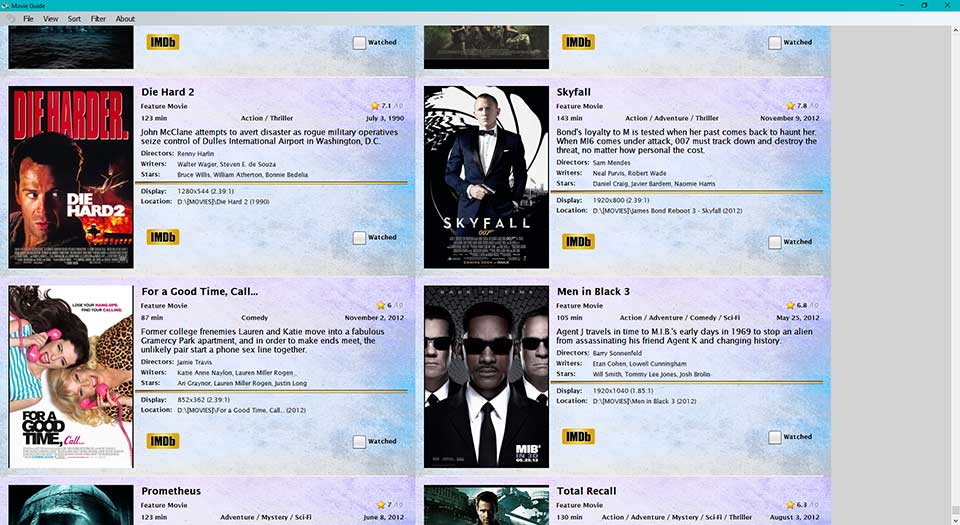 Movie Guide
File View Sort Filter About
IMDb
Watched
IMDb
Watched
DIE HARDER.
DIE
HARD2
Die Hard 2
Feature Movie
7.1 /10
123 min Action / Thriller July 3, 1990
John McClane attempts to avert disaster as rogue military operatives
seize control of Dulles International Airport in Washington, D.C.
Directors: Renny Harlin
Writers: Walter Wager, Steven E. de Souza
Stars: Bruce Willis, William Atherton, Bonnie Bedelia
Display: 1280x544 (2.39:1)
Location: D:\[MOVIES]\Die Hard 2 (1990)
IMDb
Watched
SKYFALL
007
COMING SOON
Skyfall
Feature Movie
7.8 /10
143 min Action / Adventure / Thriller November 9, 2012
Bond's loyalty to M is tested when her past comes back to haunt her.
When MI6 comes under attack, 007 must track down and destroy the
threat, no matter how personal the cost.
Directors: Sam Mendes
Writers: Neal Purvis, Robert Wade
Stars: Daniel Craig, Javier Bardem, Naomie Harris
Display: 1920x800 (2.39:1)
Location: D:\[MOVIES]\James Bond Reboot 3 - Skyfall (2012)
IMDb
Watched
LOSE YOUR HANG-UPS.
FIND YOUR CALLING.
FOR A
GOOD
TIME, Call...
For a Good Time, Call...
Feature Movie
6 /10
87 min Comedy November 2, 2012
Former college frenemies Lauren and Katie move into a fabulous
Gramercy Park apartment, and in order to make ends meet, the
unlikely pair start a phone sex line together.
Directors: Jamie Travis
Writers: Katie Anne Naylon, Lauren Miller Rogen
Stars: Ari Graynor, Lauren Miller Rogen, Justin Long
Display: 852x362 (2.39:1)
Location: D:\[MOVIES]\For a Good Time, Call... (2012)
IMDb
Watched
BACK IN TIME
MIB³
IN 3D
05.25.12
Men in Black 3
Feature Movie
6.8 /10
105 min Action / Adventure / Comedy / Sci-Fi May 25, 2012
Agent J travels in time to M.I.B.'s early days in 1969 to stop an alien
from assassinating his friend Agent K and changing history.
Directors: Barry Sonnenfeld
Writers: Etan Cohen, Lowell Cunningham
Stars: Will Smith, Tommy Lee Jones, Josh Brolin
Display: 1920x1040 (1.85:1)
Location: D:\[MOVIES]\Men in Black 3 (2012)
IMDb
Watched
Prometheus
Feature Movie
7 /10
123 min Adventure / Mystery / Sci-Fi June 8, 2012
Total Recall
Feature Movie
6.3 /10
130 min Action / Adventure / Mystery / Sci-Fi / Thriller August 3, 2012